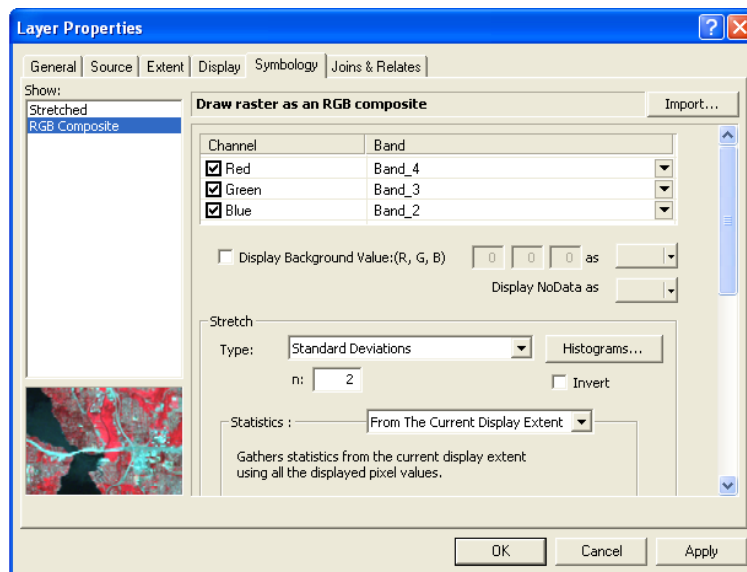 Layer Properties
General Source Extent Display Symbology Joins & Relates
Show:
Stretched
RGB Composite
Draw raster as an RGB composite
Import...
Channel Band
Red Band_4
Green Band_3
Blue Band_2
Display Background Value:(R, G, B) 0 0 0 as
Display NoData as
Stretch
Type: Standard Deviations Histograms...
n: 2 Invert
Statistics : From The Current Display Extent
Gathers statistics from the current display extent
using all the displayed pixel values.
OK Cancel Apply